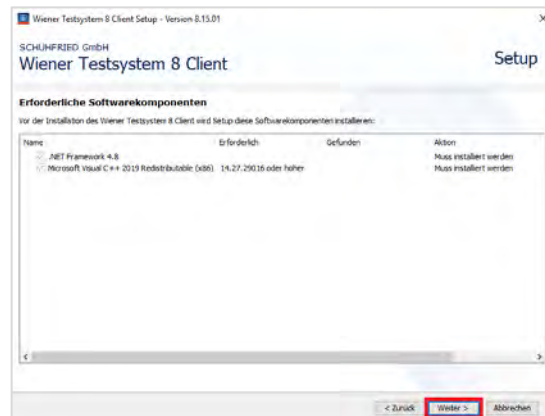 Wiener Testsystem 8 Client Setup - Version 8.15.01
SCHUHFRIED GmbH
Wiener Testsystem 8 Client
Setup
Erforderliche Softwarekomponenten
Vor der Installation des Wiener Testsystem 8 Client wird Setup diese Softwarekomponenten installieren:
Name Erforderlich Gefunden Aktion
.NET Framework 4.8 Muss installiert werden
Microsoft Visual C++ 2019 Redistributable (x86) 14.27.29016 oder höher Muss installiert werden
< Zurück Weiter > Abbrechen